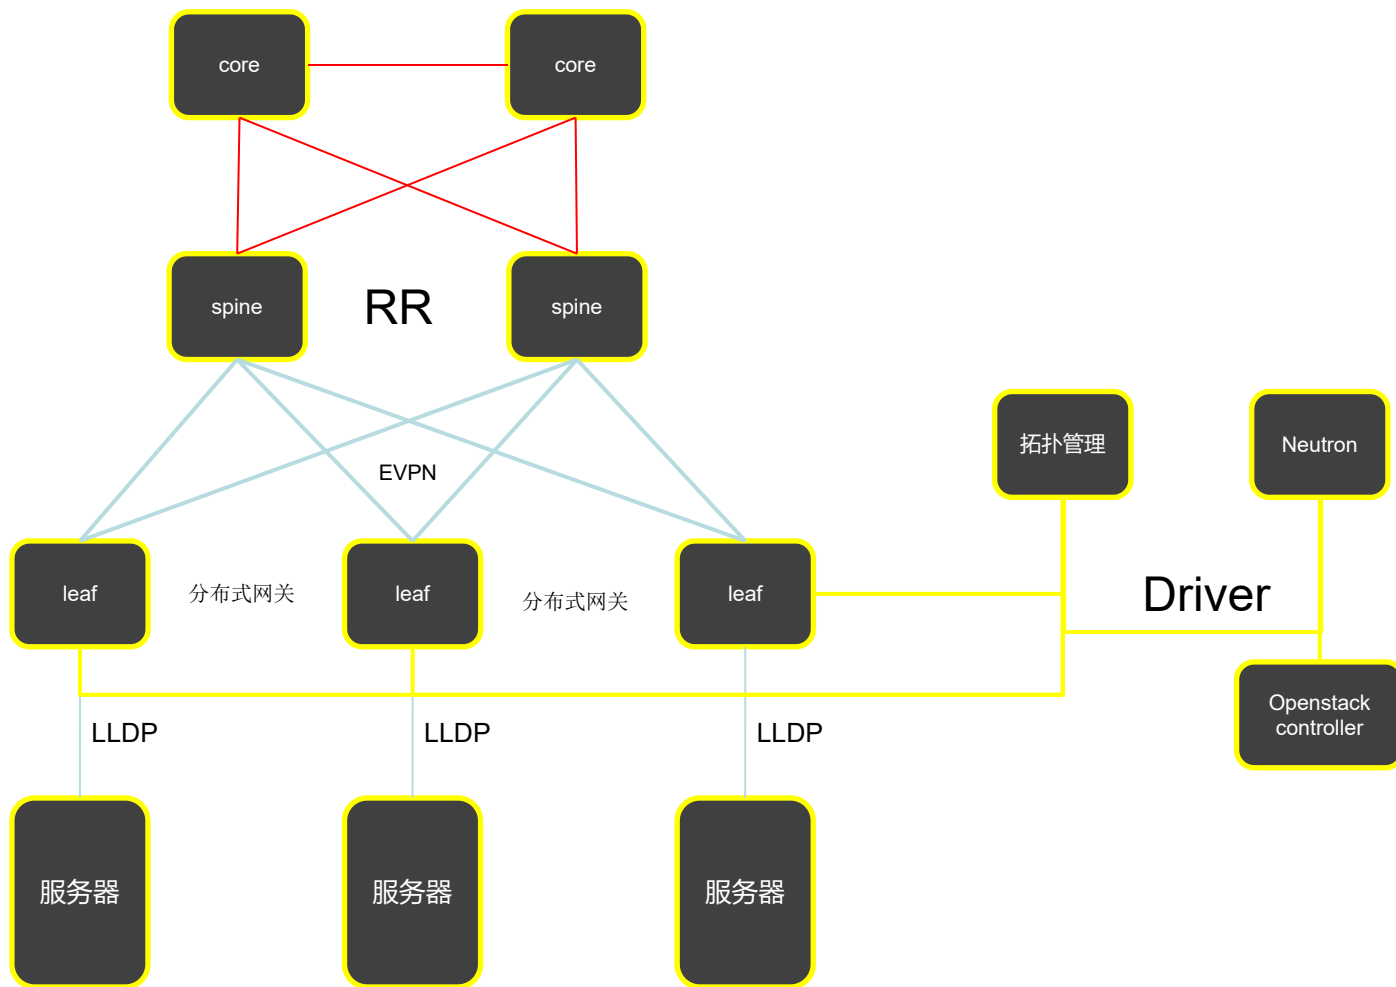 core
core
spine
RR
spine
EVPN
拓扑管理
Neutron
leaf
分布式网关
leaf
分布式网关
leaf
Driver
Openstack
controller
LLDP
LLDP
LLDP
服务器
服务器
服务器